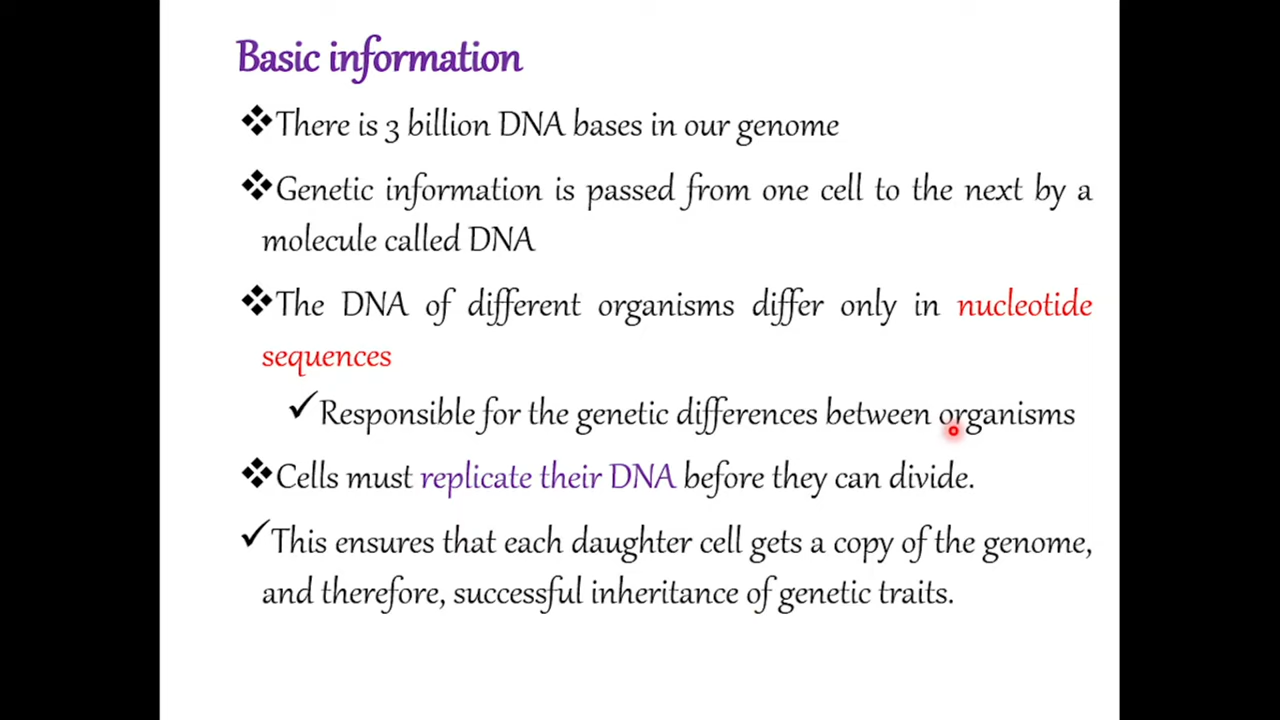 Basic information
❖There is 3 billion DNA bases in our genome
❖Genetic information is passed from one cell to the next by a
molecule called DNA
❖The DNA of different organisms differ only in nucleotide
sequences
✓Responsible for the genetic differences between organisms
❖Cells must replicate their DNA before they can divide.
✓This ensures that each daughter cell gets a copy of the genome,
and therefore, successful inheritance of genetic traits.